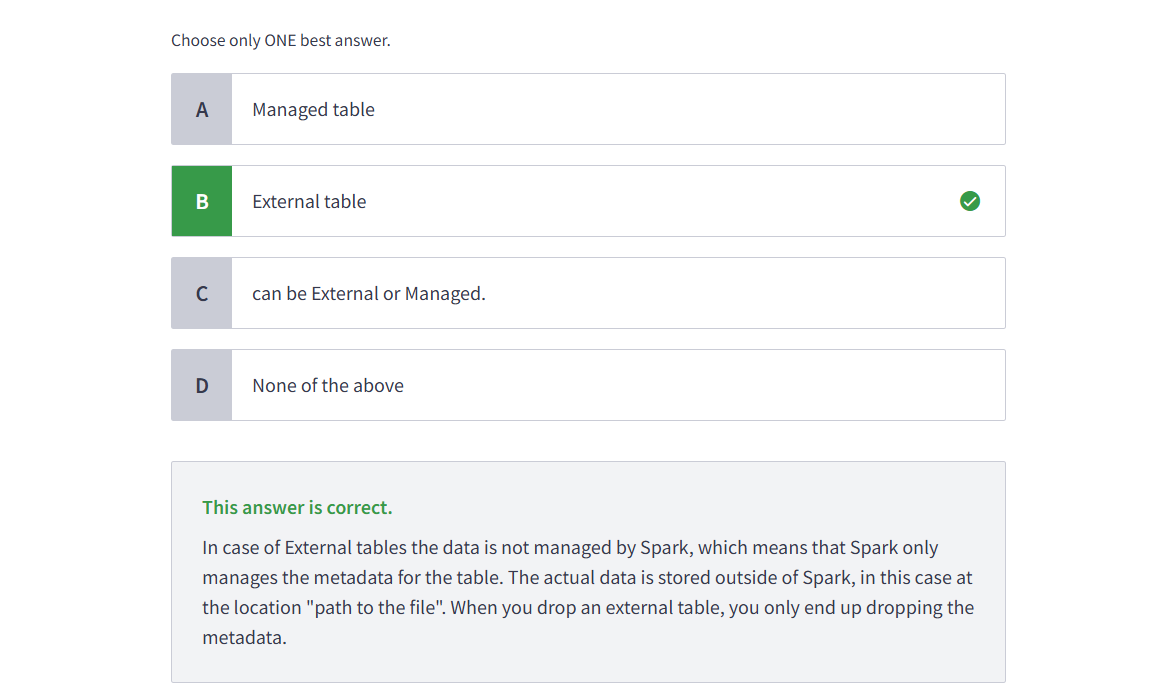 Choose only ONE best answer.
A Managed table
B External table
C can be External or Managed.
D None of the above
This answer is correct.
In case of External tables the data is not managed by Spark, which means that Spark only
manages the metadata for the table. The actual data is stored outside of Spark, in this case at
the location "path to the file". When you drop an external table, you only end up dropping the
metadata.